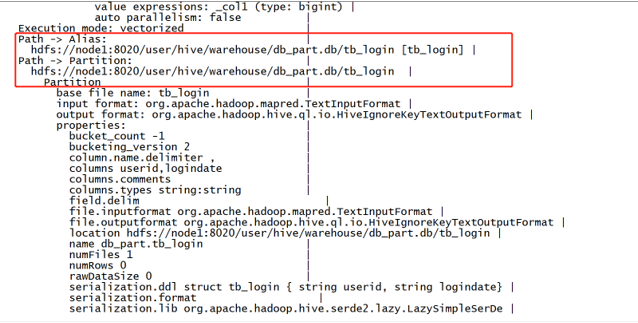 value expressions: _col1 (type: bigint) |
auto parallelism: false |
Execution mode: vectorized |
Path -> Alias: |
hdfs://node1:8020/user/hive/warehouse/db_part.db/tb_login [tb_login] |
Path -> Partition: |
hdfs://node1:8020/user/hive/warehouse/db_part.db/tb_login |
Partition |
base file name: tb_login |
input format: org.apache.hadoop.mapred.TextInputFormat |
output format: org.apache.hadoop.hive.ql.io.HiveIgnoreKeyTextOutputFormat |
properties: |
bucket_count -1 |
bucketing_version 2 |
column.name.delimiter , |
columns userid,logindate |
columns.comments |
columns.types string:string |
field.delim |
file.inputformat org.apache.hadoop.mapred.TextInputFormat |
file.outputformat org.apache.hadoop.hive.ql.io.HiveIgnoreKeyTextOutputFormat |
location hdfs://node1:8020/user/hive/warehouse/db_part.db/tb_login |
name db_part.tb_login |
numFiles 1 |
numRows 0 |
rawDataSize 0 |
serialization.ddl struct tb_login { string userid, string logindate} |
serialization.format |
serialization.lib org.apache.hadoop.hive.serde2.lazy.LazySimpleSerDe |